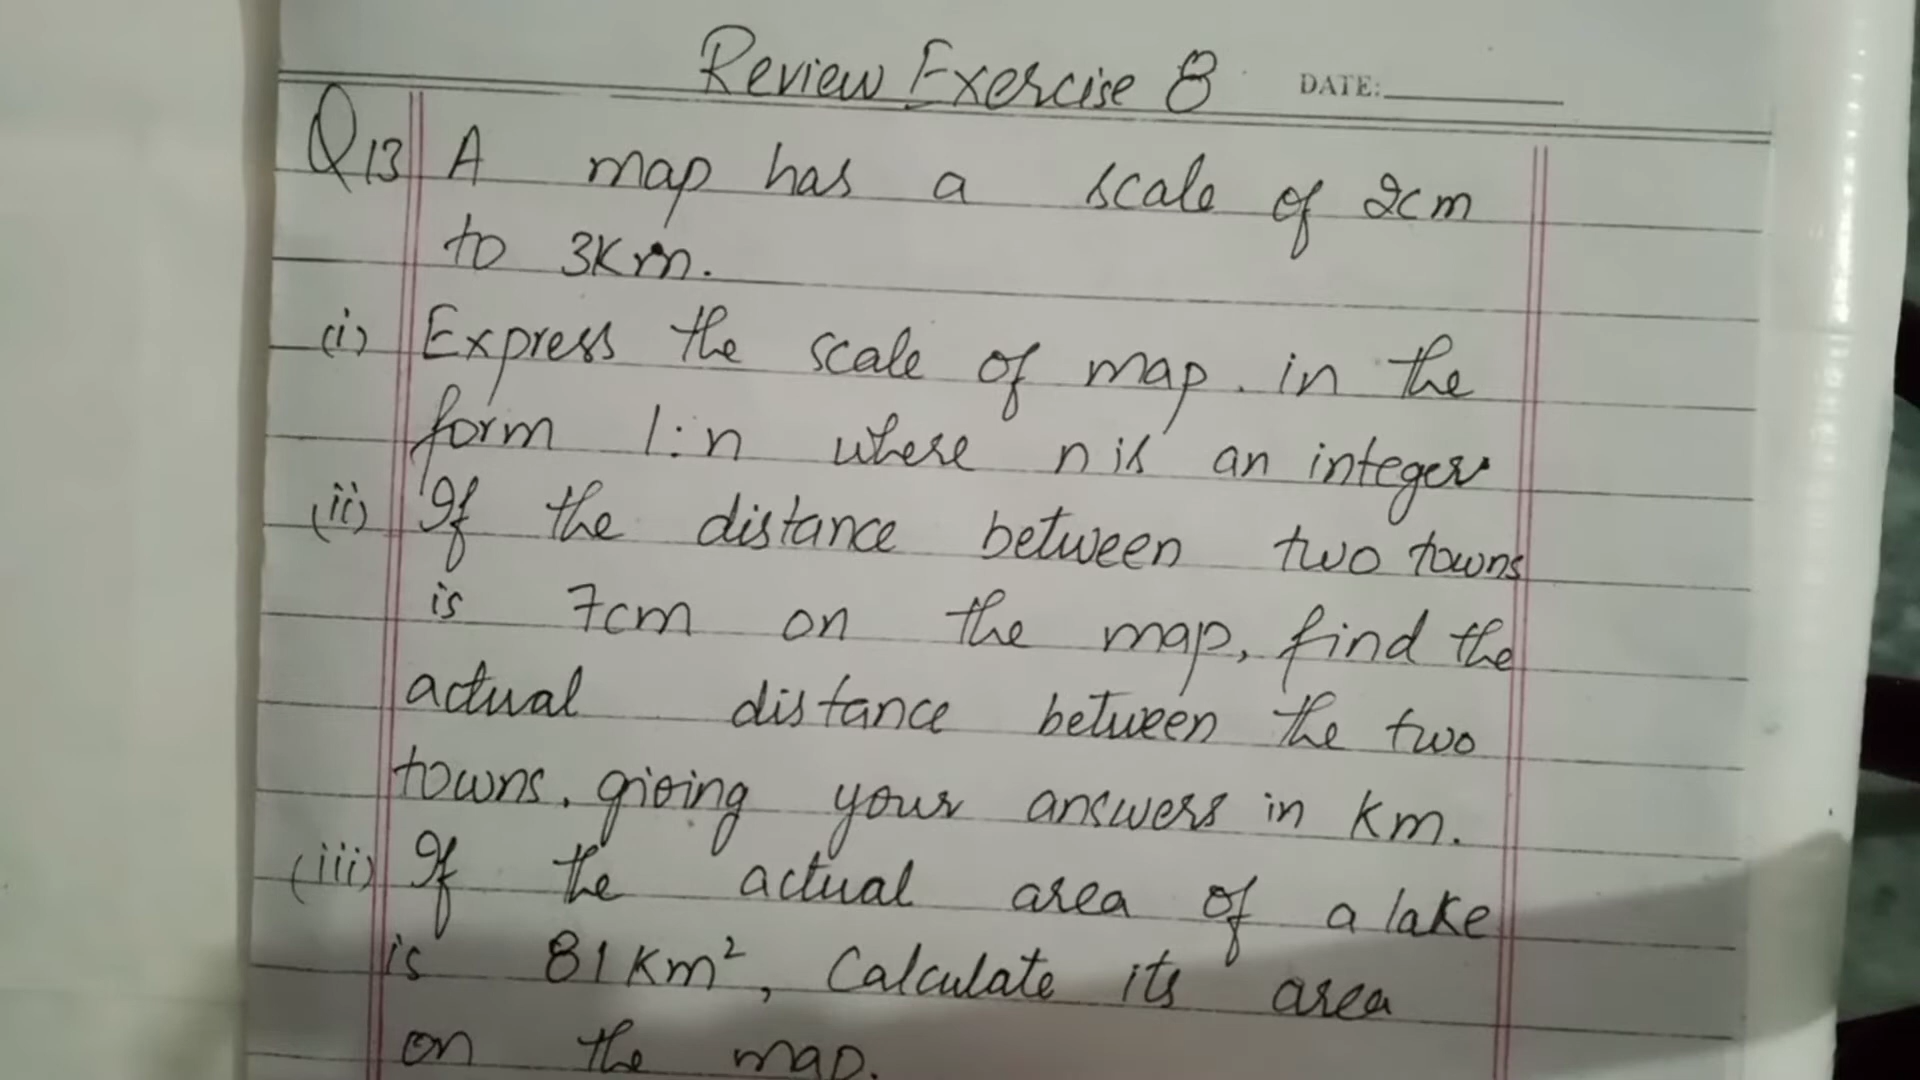 Review Exercise 8 DATE:
Q13 A map has a scale of 2cm
to 3Km.
(i) Express the scale of map. in the
form 1:n where n is an integer
(ii) If the distance between two towns
is 7cm on the map, find the
actual distance between the two
towns. giving your answers in Km.
(iii) If the actual area of a lake
is 81 Km², Calculate its area
on the map.